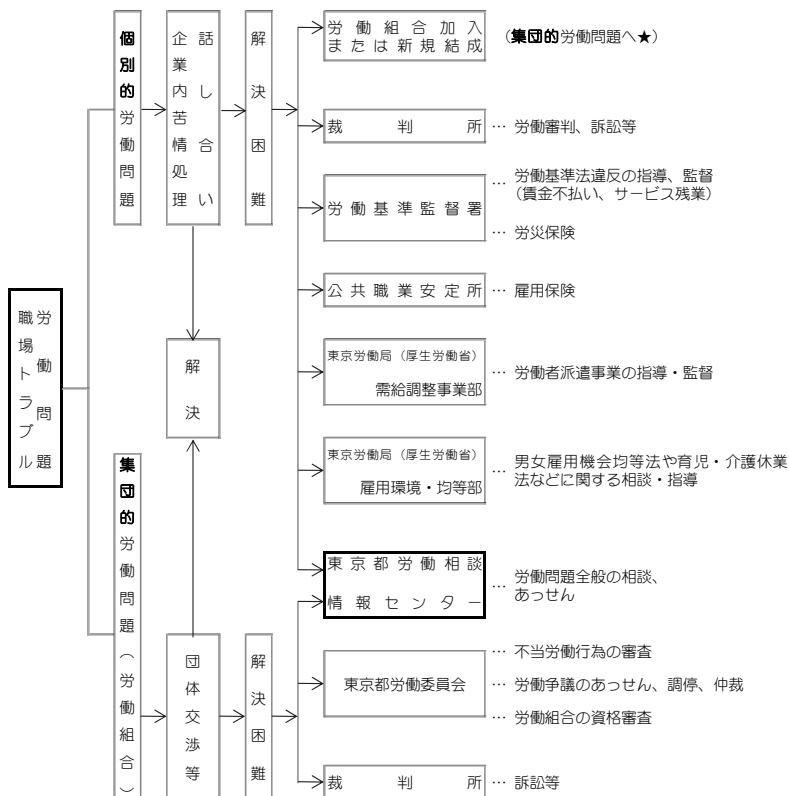 職場トラブル
労働問題
個別的労働問題
企業内苦情処理
話し合い
解決困難
労働組合加入
または新規結成
（集団的労働問題へ★）
裁判所
… 労働審判、訴訟等
労働基準監督署
… 労働基準法違反の指導、監督
（賃金不払い、サービス残業）
… 労災保険
公共職業安定所
… 雇用保険
東京労働局（厚生労働省）
需給調整事業部
… 労働者派遣事業の指導・監督
東京労働局（厚生労働省）
雇用環境・均等部
… 男女雇用機会均等法や育児・介護休業
法などに関する相談・指導
解決
集団的労働問題（労働組合）
団体交渉等
解決困難
東京都労働相談
情報センター
… 労働問題全般の相談、
あっせん
東京都労働委員会
… 不当労働行為の審査
… 労働争議のあっせん、調停、仲裁
… 労働組合の資格審査
裁判所
… 訴訟等